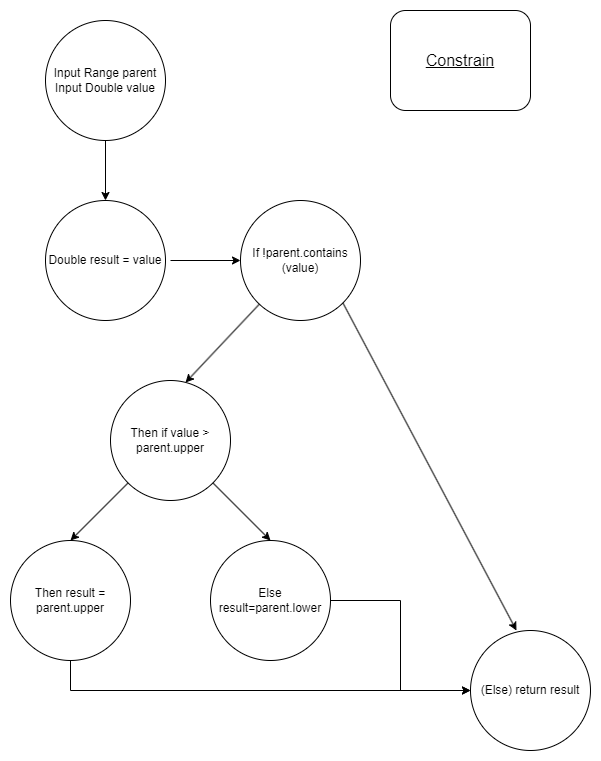 Input Range parent
Input Double value
Constrain
Double result = value
If !parent.contains
(value)
Then if value >
parent.upper
Then result =
parent.upper
Else
result=parent.lower
(Else) return result